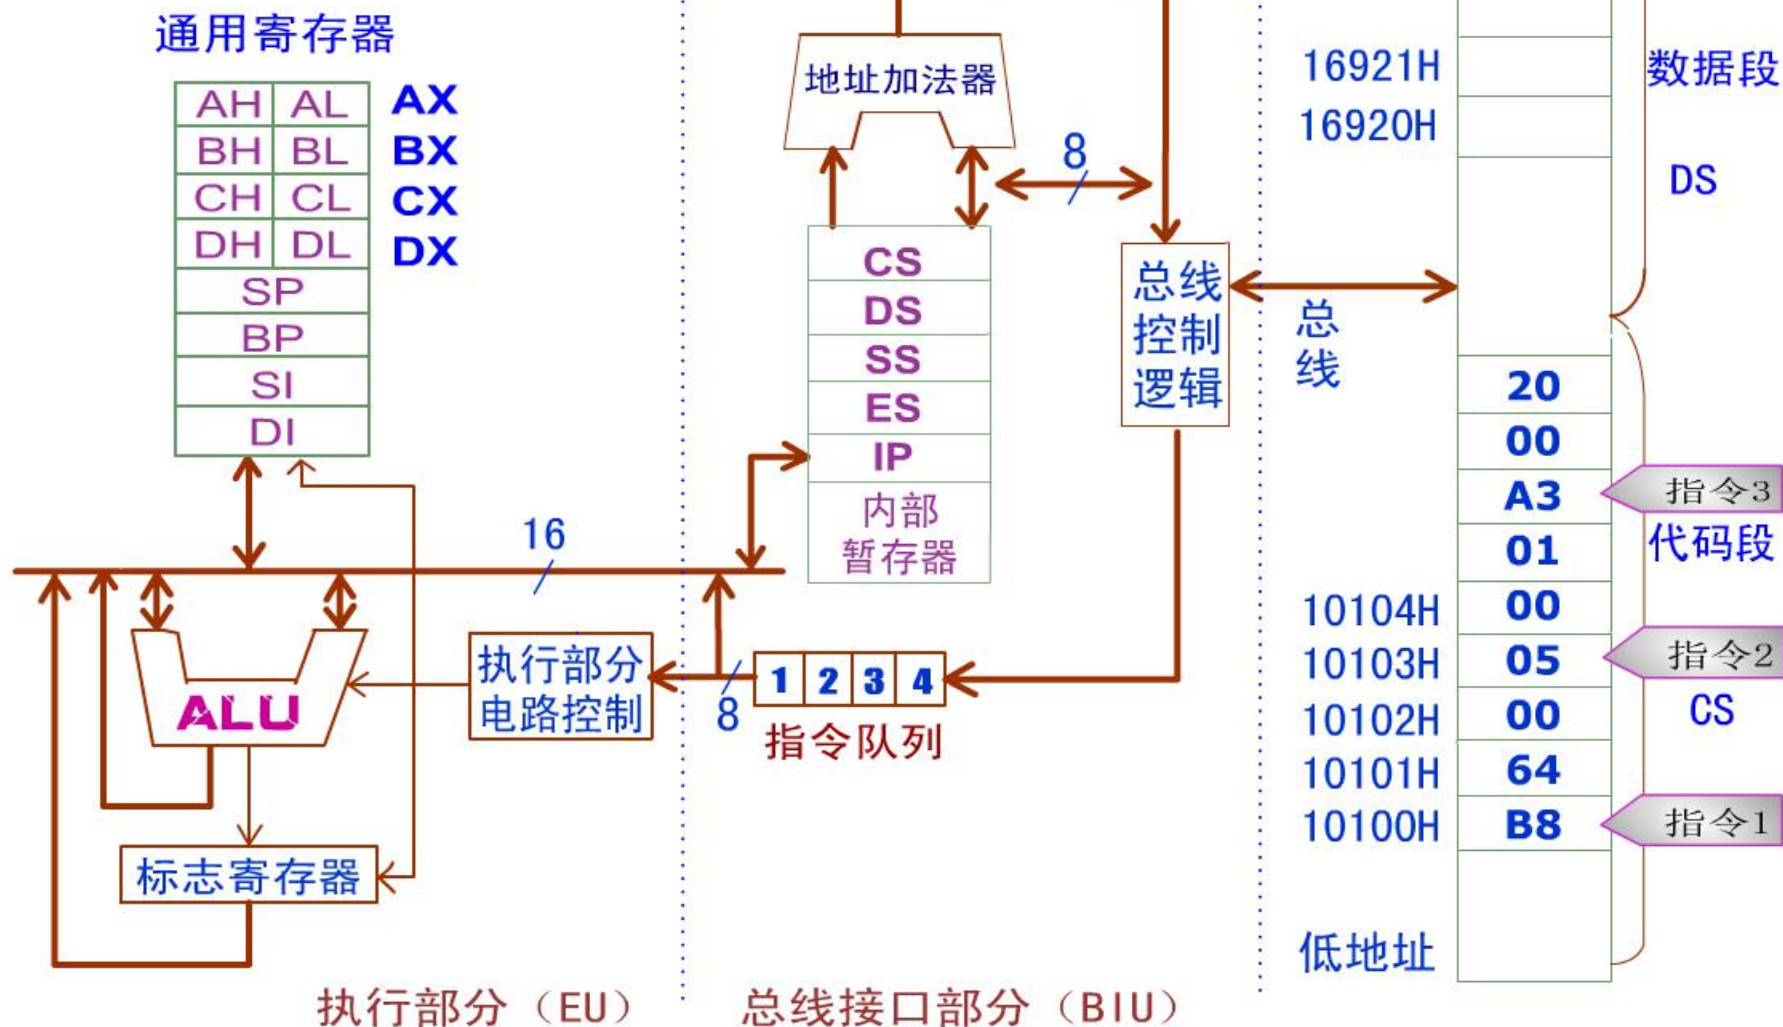 通用寄存器
AH AL AX
BH BL BX
CH CL CX
DH DL DX
SP
BP
SI
DI
16
ALU
执行部分
电路控制
标志寄存器
执行部分（EU）
地址加法器
8
CS
DS
SS
ES
IP
内部
暂存器
总线
控制
逻辑
8
1 2 3 4
指令队列
总线接口部分（BIU）
总
线
16921H
16920H
数据段
DS
20
00
A3 指令3
01 代码段
10104H 00
10103H 05 指令2
10102H 00 CS
10101H 64
10100H B8 指令1
低地址